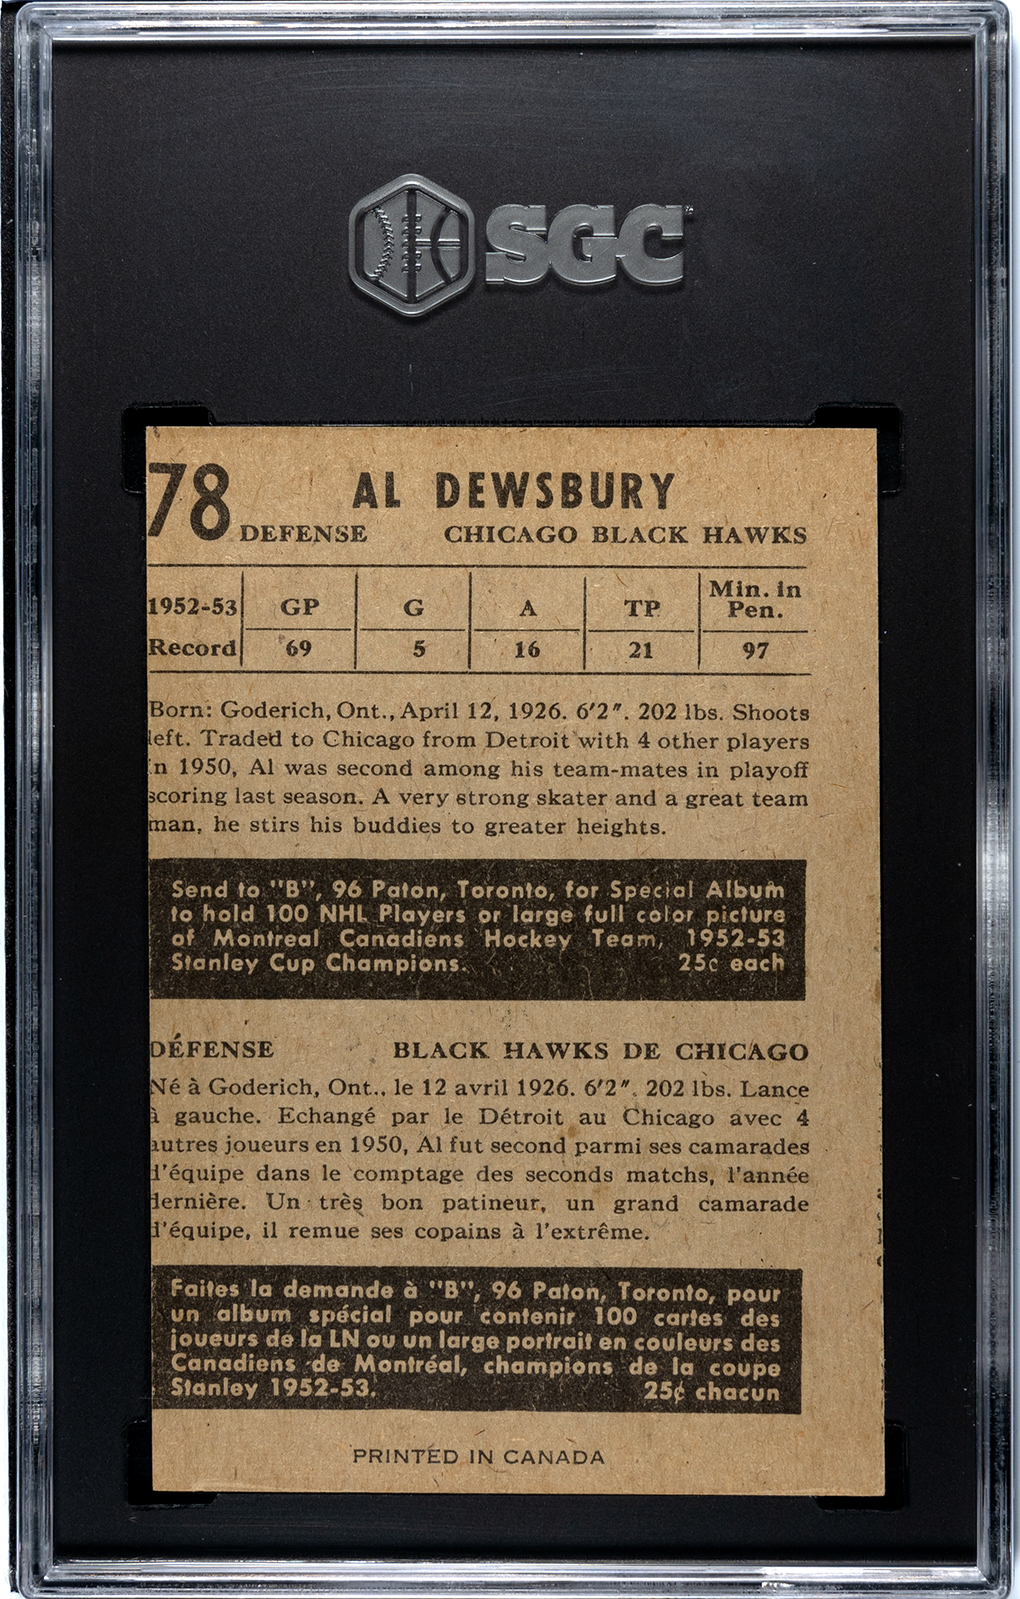 SGC
78 AL DEWSBURY
DEFENSE CHICAGO BLACK HAWKS
1952-53 GP G A TP Min. in Pen.
Record 69 5 16 21 97
Born: Goderich, Ont., April 12, 1926. 6'2". 202 lbs. Shoots
left. Traded to Chicago from Detroit with 4 other players
in 1950, Al was second among his team-mates in playoff
scoring last season. A very strong skater and a great team
man, he stirs his buddies to greater heights.
Send to "B", 96 Paton, Toronto, for Special Album
to hold 100 NHL Players or large full color picture
of Montreal Canadiens Hockey Team, 1952-53
Stanley Cup Champions. 25c each
DÉFENSE BLACK HAWKS DE CHICAGO
Né à Goderich, Ont., le 12 avril 1926. 6'2". 202 lbs. Lance
à gauche. Echangé par le Détroit au Chicago avec 4
autres joueurs en 1950, Al fut second parmi ses camarades
d'équipe dans le comptage des seconds matchs, l'année
dernière. Un très bon patineur, un grand camarade
d'équipe, il remue ses copains à l'extrême.
Faites la demande à "B", 96 Paton, Toronto, pour
un album spécial pour contenir 100 cartes des
joueurs de la LN ou un large portrait en couleurs des
Canadiens de Montréal, champions de la coupe
Stanley 1952-53. 25¢ chacun
PRINTED IN CANADA